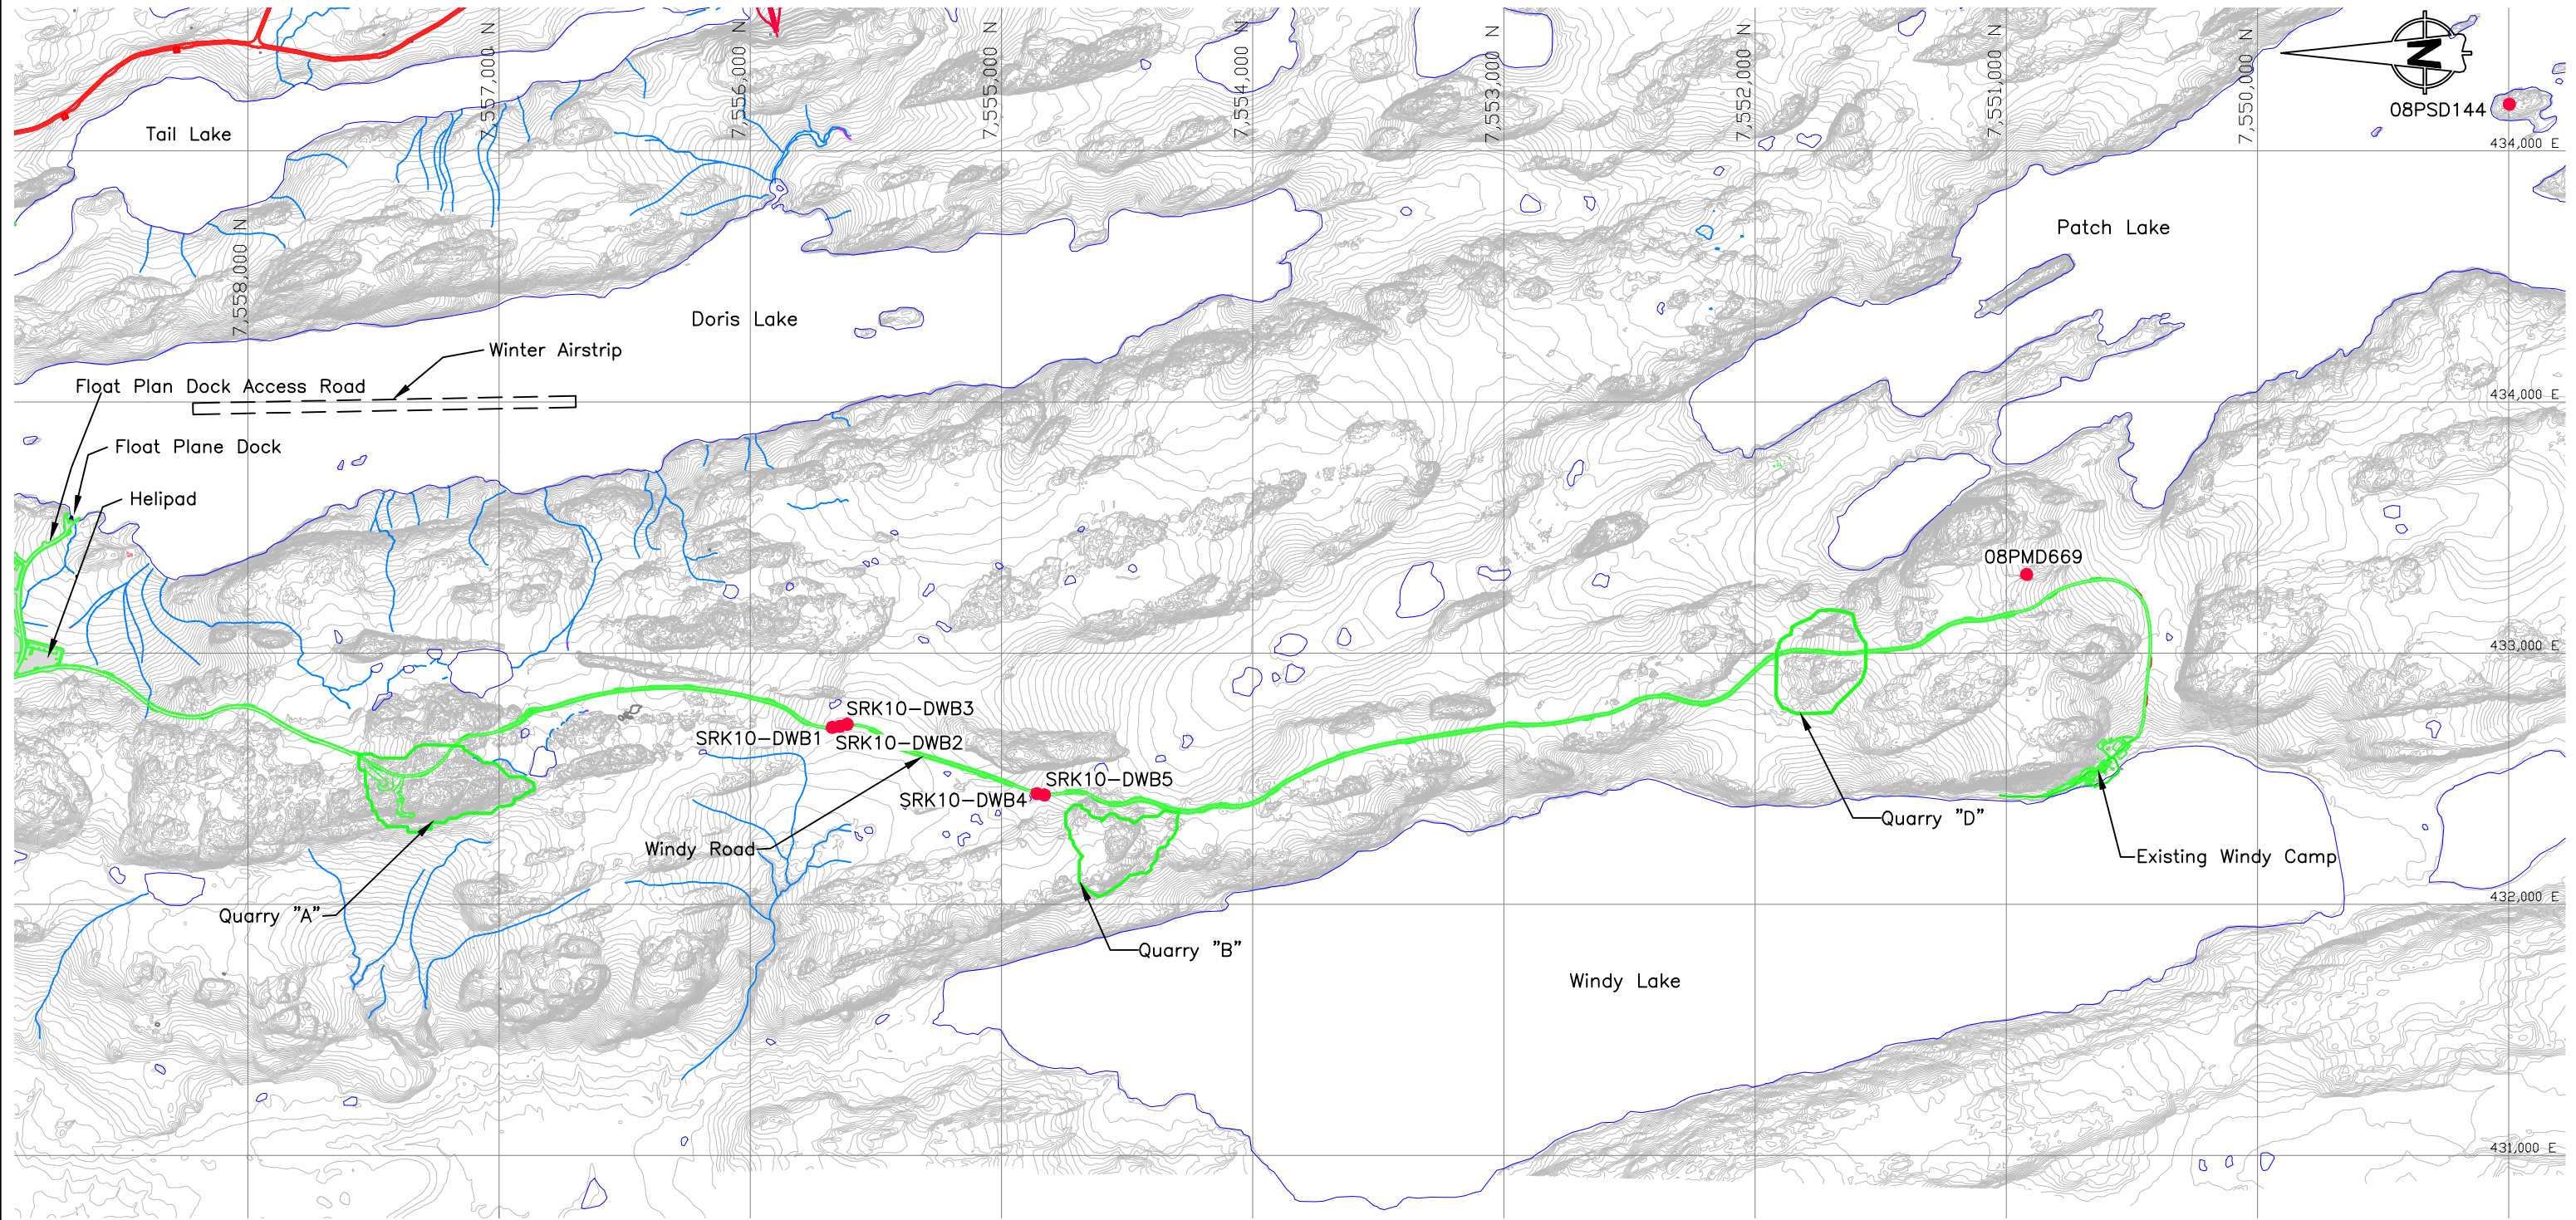 7,557,000 N
7,556,000 N
7,555,000 N
7,554,000 N
7,553,000 N
7,552,000 N
7,551,000 N
7,550,000 N
N
08PSD144
Tail Lake
434,000 E
7,558,000 N
Patch Lake
Doris Lake
Winter Airstrip
Float Plan Dock Access Road
434,000 E
Float Plane Dock
Helipad
08PMD669
433,000 E
SRK10-DWB3
SRK10-DWB1
SRK10-DWB2
SRK10-DWB5
SRK10-DWB4
Quarry "D"
Windy Road
Existing Windy Camp
432,000 E
Quarry "A"
Quarry "B"
Windy Lake
431,000 E